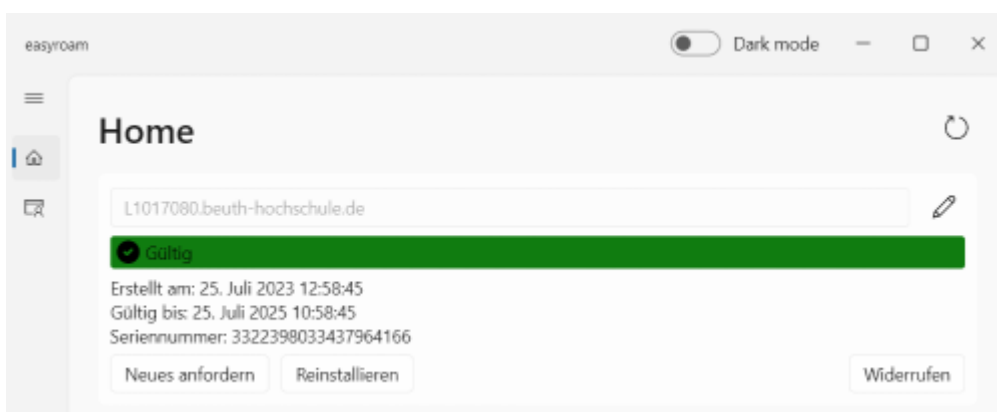 easyroam
Dark mode
Home
L1017080.beuth-hochschule.de
Gültig
Erstellt am: 25. Juli 2023 12:58:45
Gültig bis: 25. Juli 2025 10:58:45
Seriennummer: 3322398033437964166
Neues anfordern Reinstallieren Widerrufen